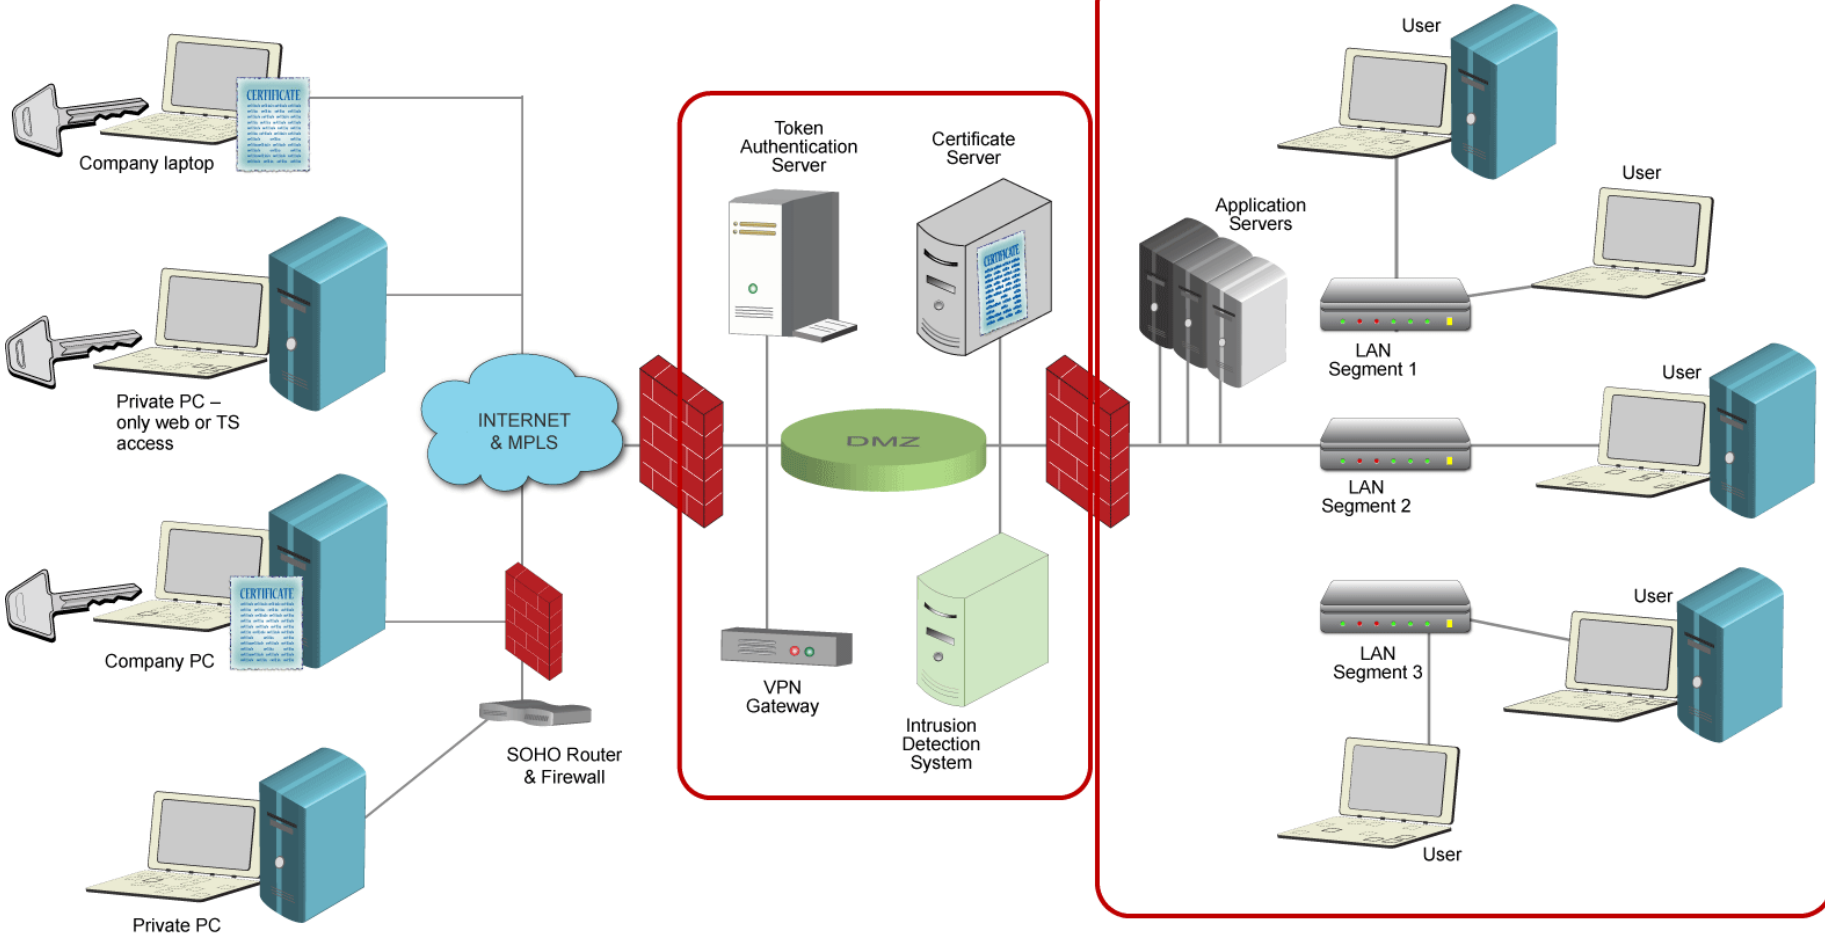 CERTIFICATE
Company laptop
Private PC –
only web or TS
access
CERTIFICATE
Company PC
Private PC
INTERNET
& MPLS
SOHO Router
& Firewall
Token
Authentication
Server
Certificate
Server
CERTIFICATE
DMZ
VPN
Gateway
Intrusion
Detection
System
Application
Servers
User
User
LAN
Segment 1
User
LAN
Segment 2
User
LAN
Segment 3
User